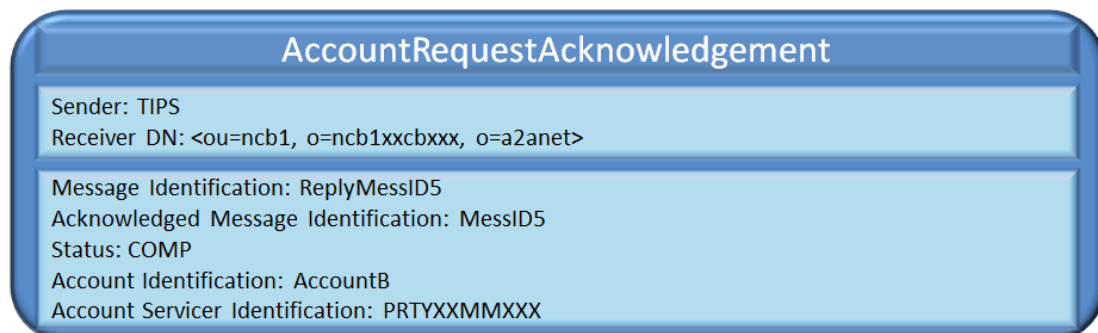 AccountRequestAcknowledgement
Sender: TIPS
Receiver DN: <ou=ncb1, o=ncb1xxcbxxx, o=a2anet>
Message Identification: ReplyMessID5
Acknowledged Message Identification: MessID5
Status: COMP
Account Identification: AccountB
Account Servicer Identification: PRTYXXMMXXX